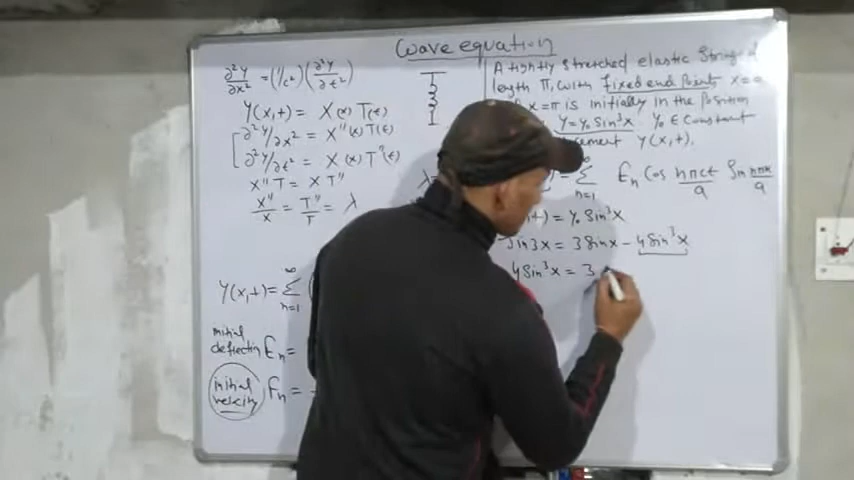 Wave equation
∂²Y/∂x² = (1/c²) (∂²Y/∂t²)
Y(x,t) = X(x) T(t)
∂²Y/∂x² = X"(x) T(t)
∂²Y/∂t² = X(x) T"(t)
X"T = X T"
X"/X = T"/T = λ
Y(x,t) = ∑ n=1 ∞
initial
deflection En =
initial
velocity Fn =
A tightly stretched elastic string of
length π, with fixed end points x=0
x=π is initially in the position
Y=Y₀ Sin³X Y₀ ∈ Constant
Y(x,t).
= ∑ n=1 ∞ En Cos nπct/a Sin nπx/a
= Y₀ Sin³X
Sin3x = 3Sinx - 4Sin³x
4Sin³x = 3